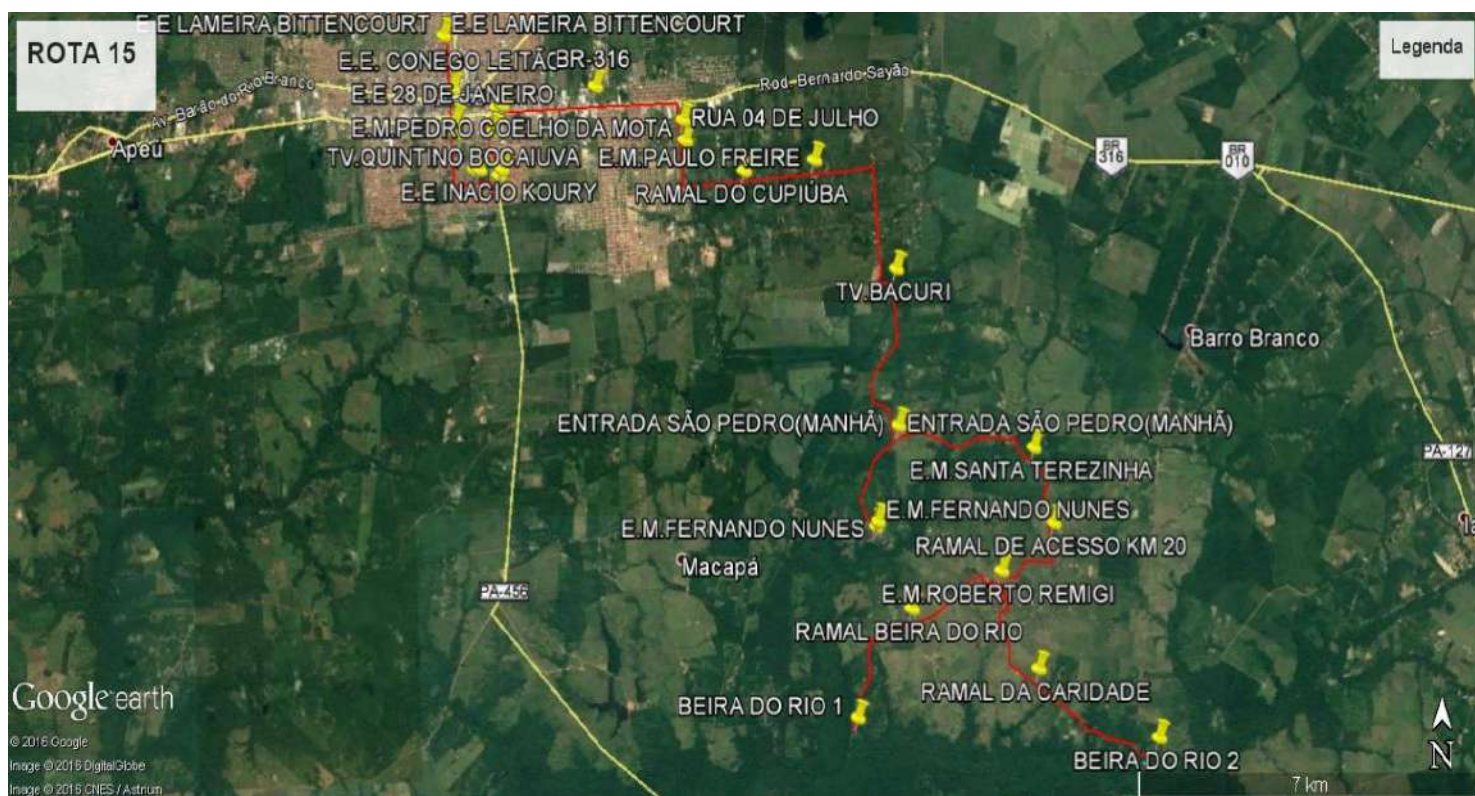 E.E LAMEIRA BITTENCOURT
E.E LAMEIRA BITTENCOURT
ROTA 15
Legenda
E.E. CONEGO LEITÃO
BR-316
Av. Barão do Rio Branco
Rod. Bernardo Sayão
E.E 28 DE JANEIRO
RUA 04 DE JULHO
E.M.PEDRO COELHO DA MOTA
Apeú
BR
316
BR
010
TV.QUINTINO BOCAIUVA
E.M.PAULO FREIRE
E.E INACIO KOURY
RAMAL DO CUPIÚBA
TV.BACURI
Barro Branco
ENTRADA SÃO PEDRO(MANHÃ)
ENTRADA SÃO PEDRO(MANHÃ)
PA-127
E.M.SANTA TEREZINHA
E.M.FERNANDO NUNES
E.M.FERNANDO NUNES
RAMAL DE ACESSO KM 20
Macapá
PA-456
E.M.ROBERTO REMIGI
RAMAL BEIRA DO RIO
RAMAL DA CARIDADE
BEIRA DO RIO 1
Google earth
BEIRA DO RIO 2
N
© 2016 Google
Image © 2016 DigitalGlobe
Image © 2016 CNES / Astrium
7 km